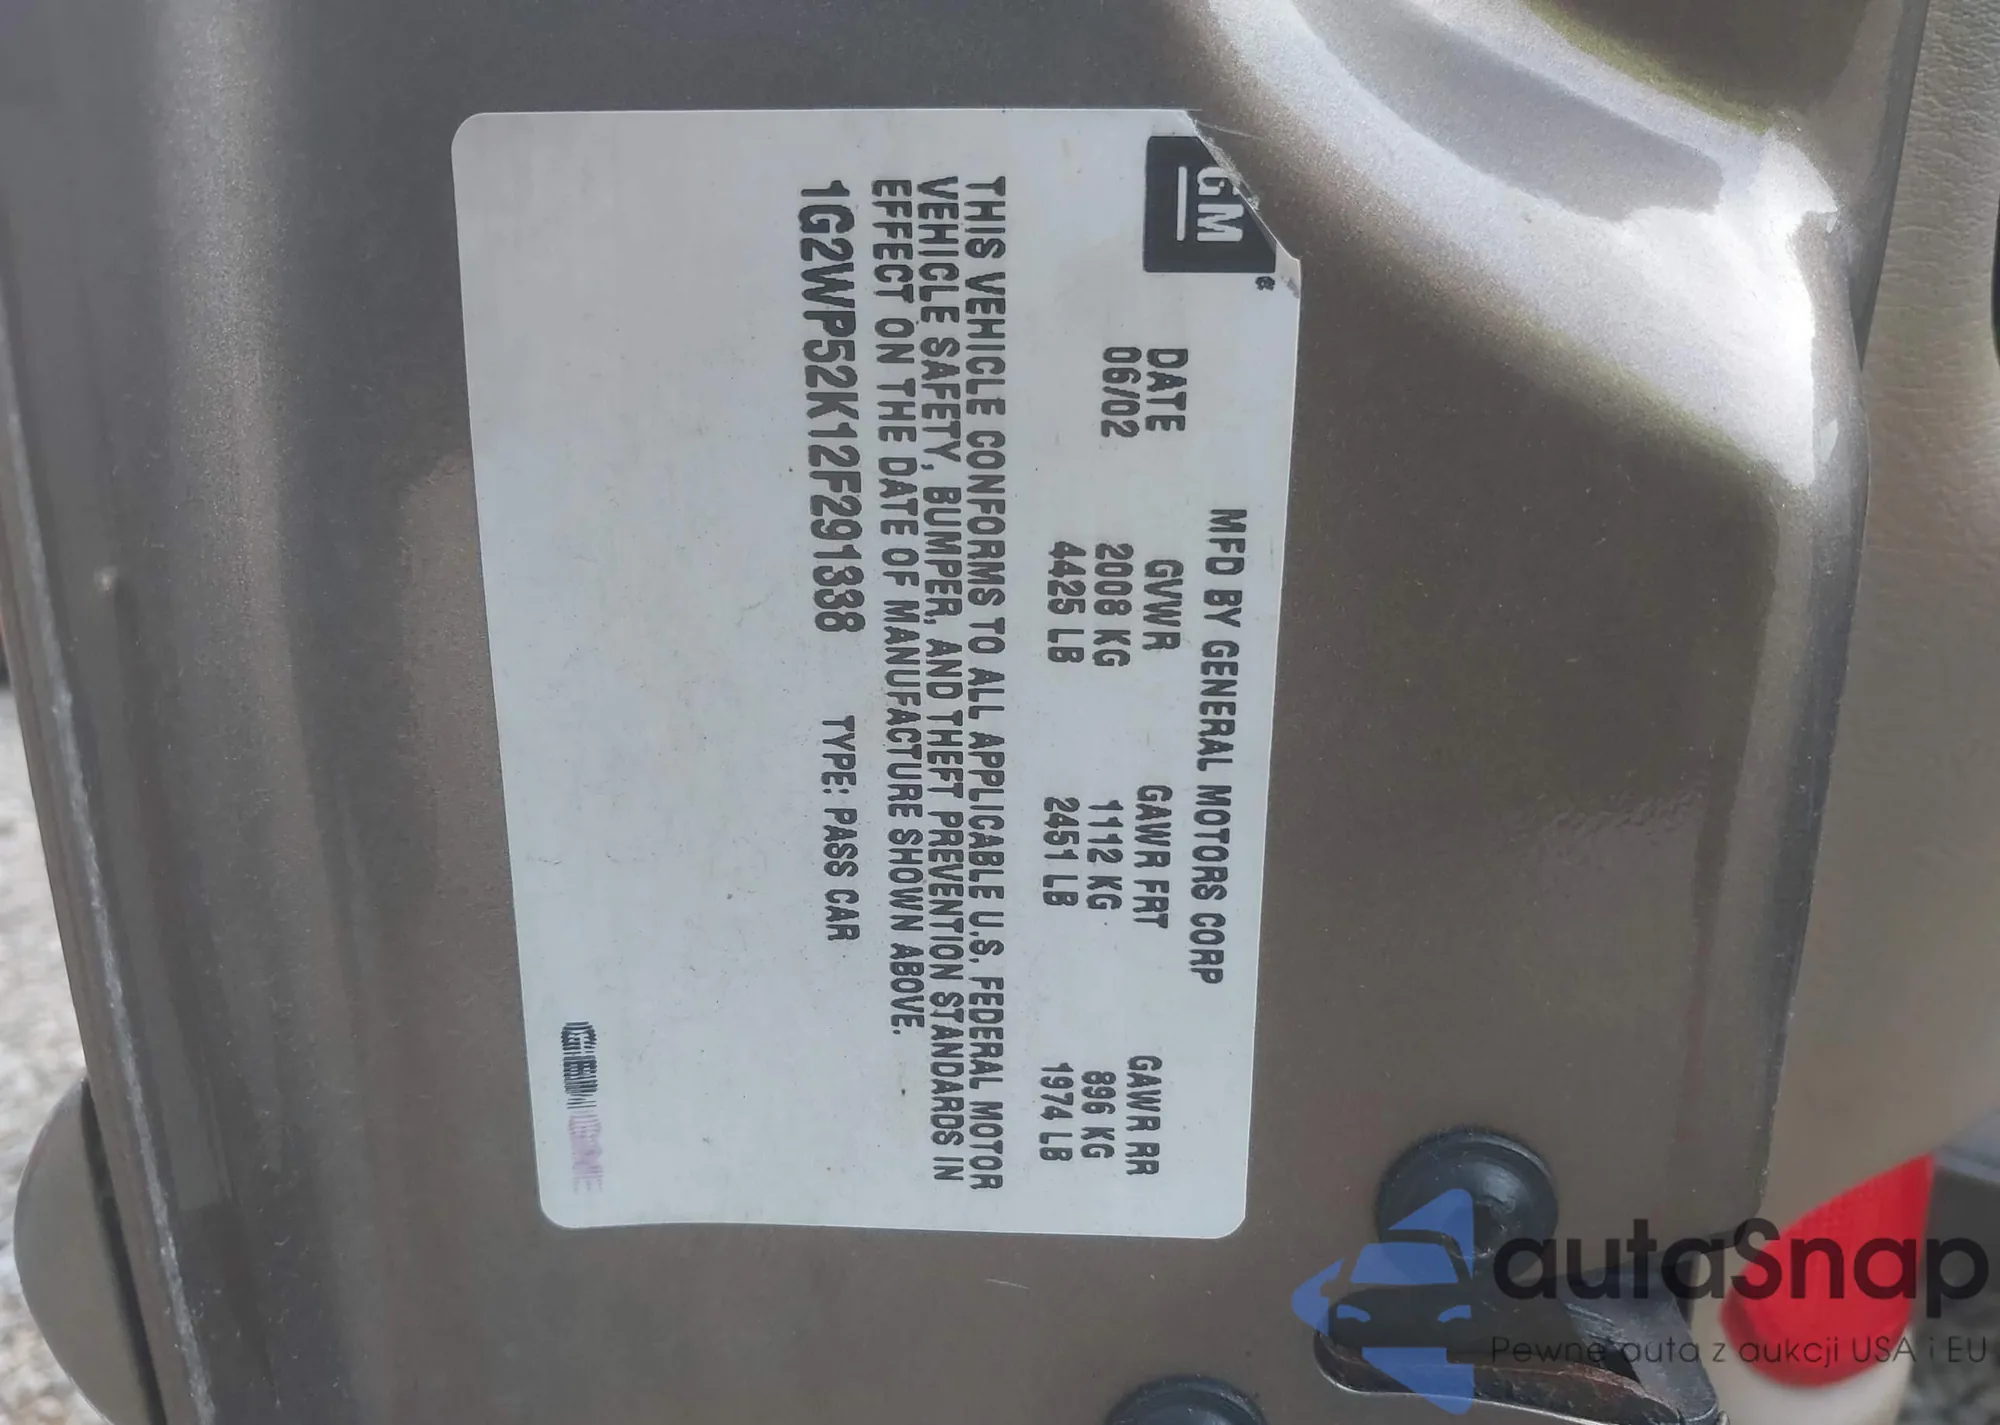 GM
MFD BY GENERAL MOTORS CORP
DATE GVWR GAWR FRT GAWR RR
06/02 2008 KG 1112 KG 896 KG
4425 LB 2451 LB 1974 LB
THIS VEHICLE CONFORMS TO ALL APPLICABLE U.S. FEDERAL MOTOR
VEHICLE SAFETY, BUMPER, AND THEFT PREVENTION STANDARDS IN
EFFECT ON THE DATE OF MANUFACTURE SHOWN ABOVE.
1G2WP52K12F291338 TYPE: PASS CAR
autaSnap
Pewne auta z aukcji USA i EU